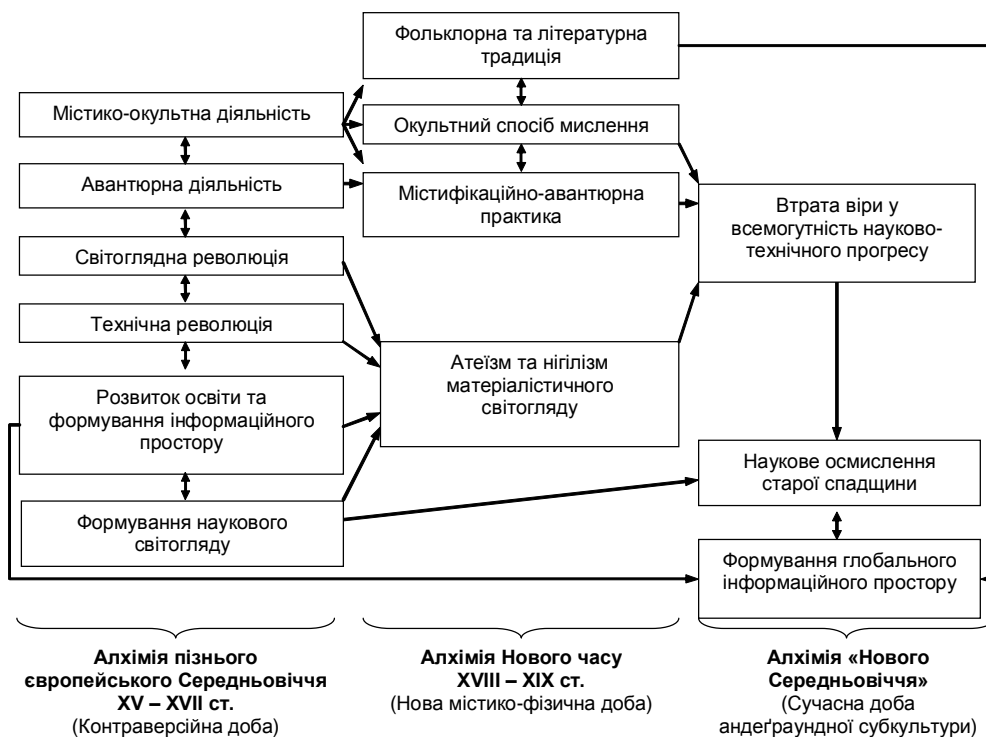 Містико-окультна діяльність
Авантюрна діяльність
Світоглядна революція
Технічна революція
Розвиток освіти та
формування інформаційного
простору
Формування наукового
світогляду
Фольклорна та літературна
традиція
Окультний спосіб мислення
Містифікаційно-авантюрна
практика
Атеїзм та нігілізм
матеріалістичного
світогляду
Втрата віри у
всемогутність науково-
технічного прогресу
Наукове осмислення
старої спадщини
Формування глобального
інформаційного простору
Алхімія пізнього
європейського Середньовіччя
XV – XVII ст.
(Контраверсійна доба)
Алхімія Нового часу
XVIII – XIX ст.
(Нова містико-фізична доба)
Алхімія «Нового
Середньовіччя»
(Сучасна доба
андеґраундної субкультури)